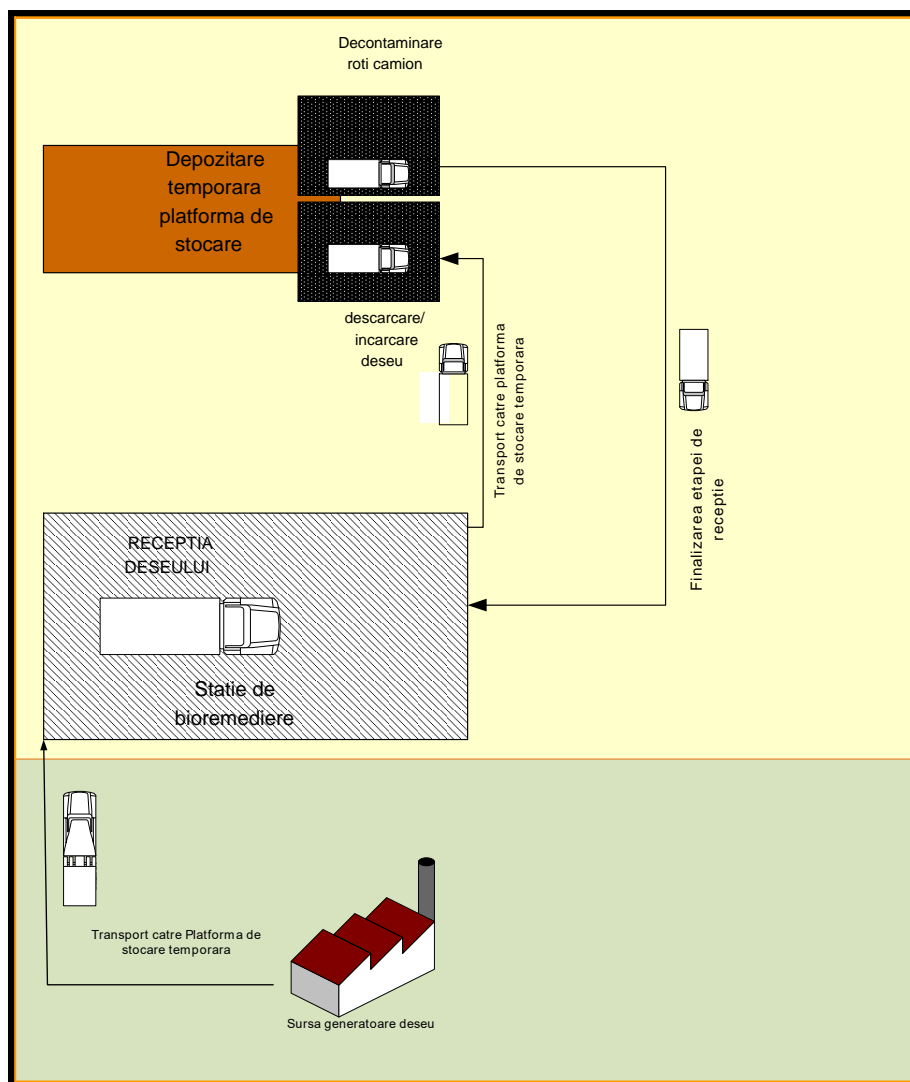 Decontaminare
roti camion
Depozitare
temporara
platforma de
stocare
descarcare/
incarcare
deseu
Transport catre platforma
de stocare temporara
Finalizarea etapei de
receptie
RECEPTIA
DESEULUI
Statie de
bioremediere
Transport catre Platforma de
stocare temporara
Sursa generatoare deseu